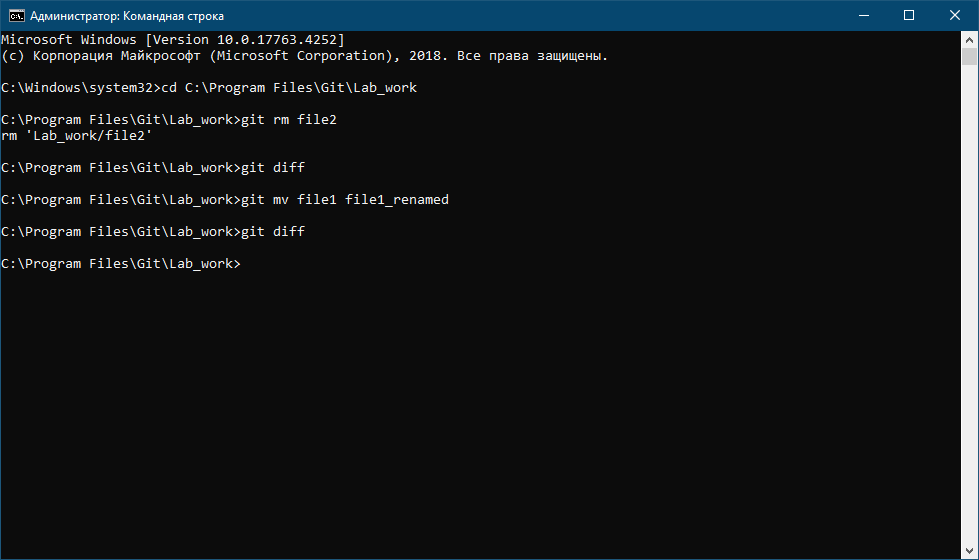 Администратор: Командная строка
Microsoft Windows [Version 10.0.17763.4252]
(c) Корпорация Майкрософт (Microsoft Corporation), 2018. Все права защищены.
C:\Windows\system32>cd C:\Program Files\Git\Lab_work
C:\Program Files\Git\Lab_work>git rm file2
rm 'Lab_work/file2'
C:\Program Files\Git\Lab_work>git diff
C:\Program Files\Git\Lab_work>git mv file1 file1_renamed
C:\Program Files\Git\Lab_work>git diff
C:\Program Files\Git\Lab_work>